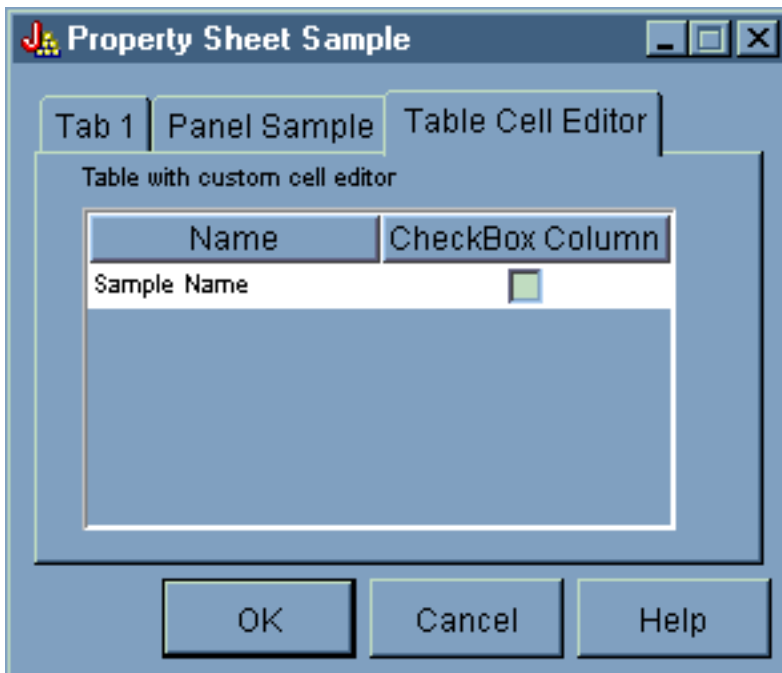 Property Sheet Sample
Tab 1 Panel Sample Table Cell Editor
Table with custom cell editor
Name CheckBox Column
Sample Name
OK Cancel Help